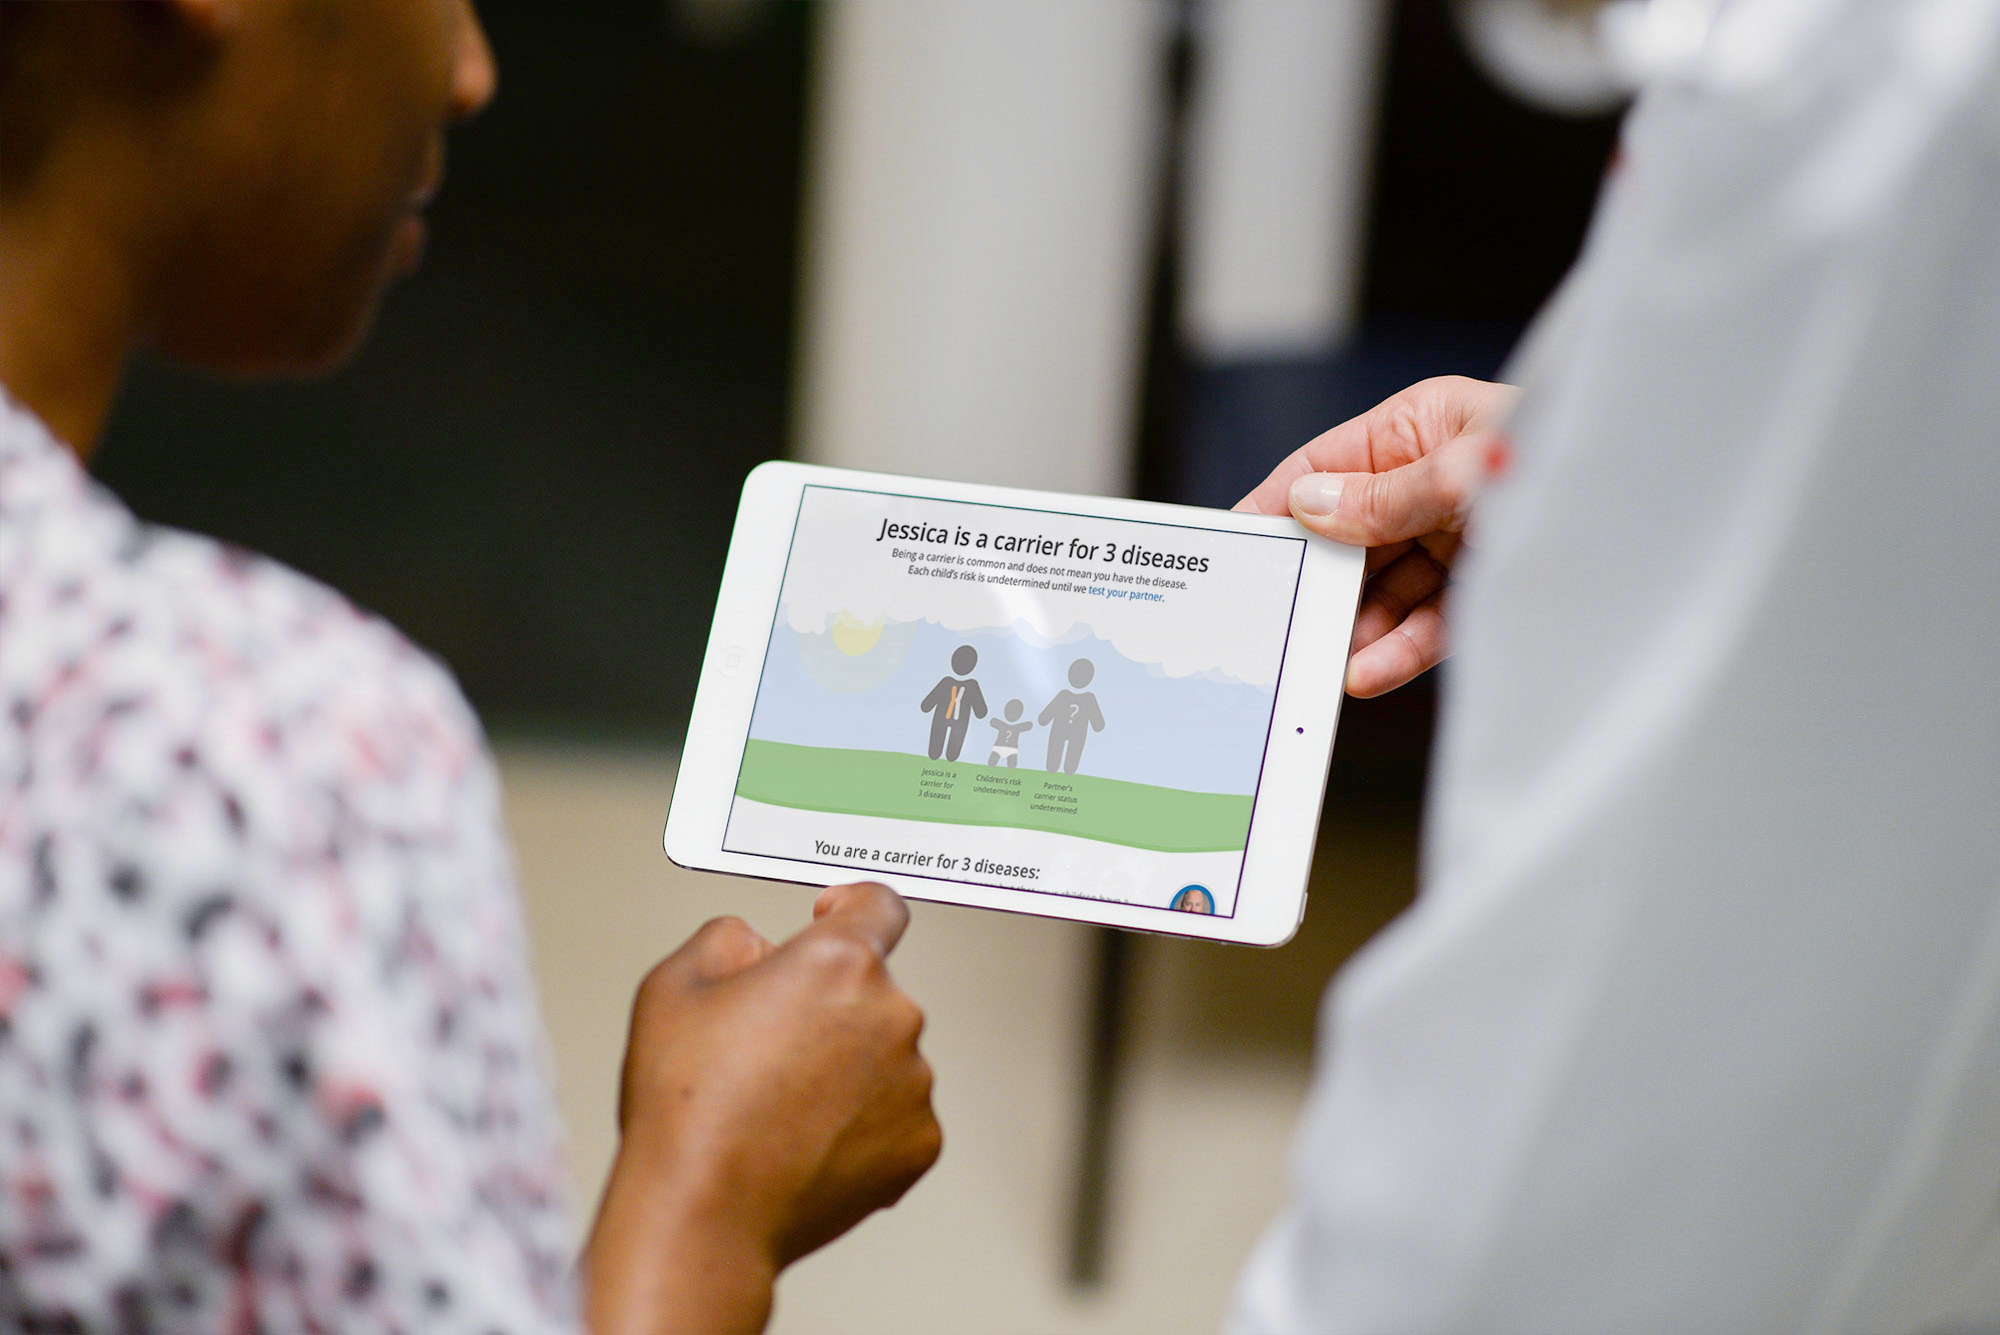 Jessica is a carrier for 3 diseases
Being a carrier is common and does not mean you have the disease.
Each child's risk is undetermined until we test your partner.
?
?
Jessica is a
carrier for
3 diseases
Children's risk
undetermined
Partner's
carrier status
undetermined
You are a carrier for 3 diseases: